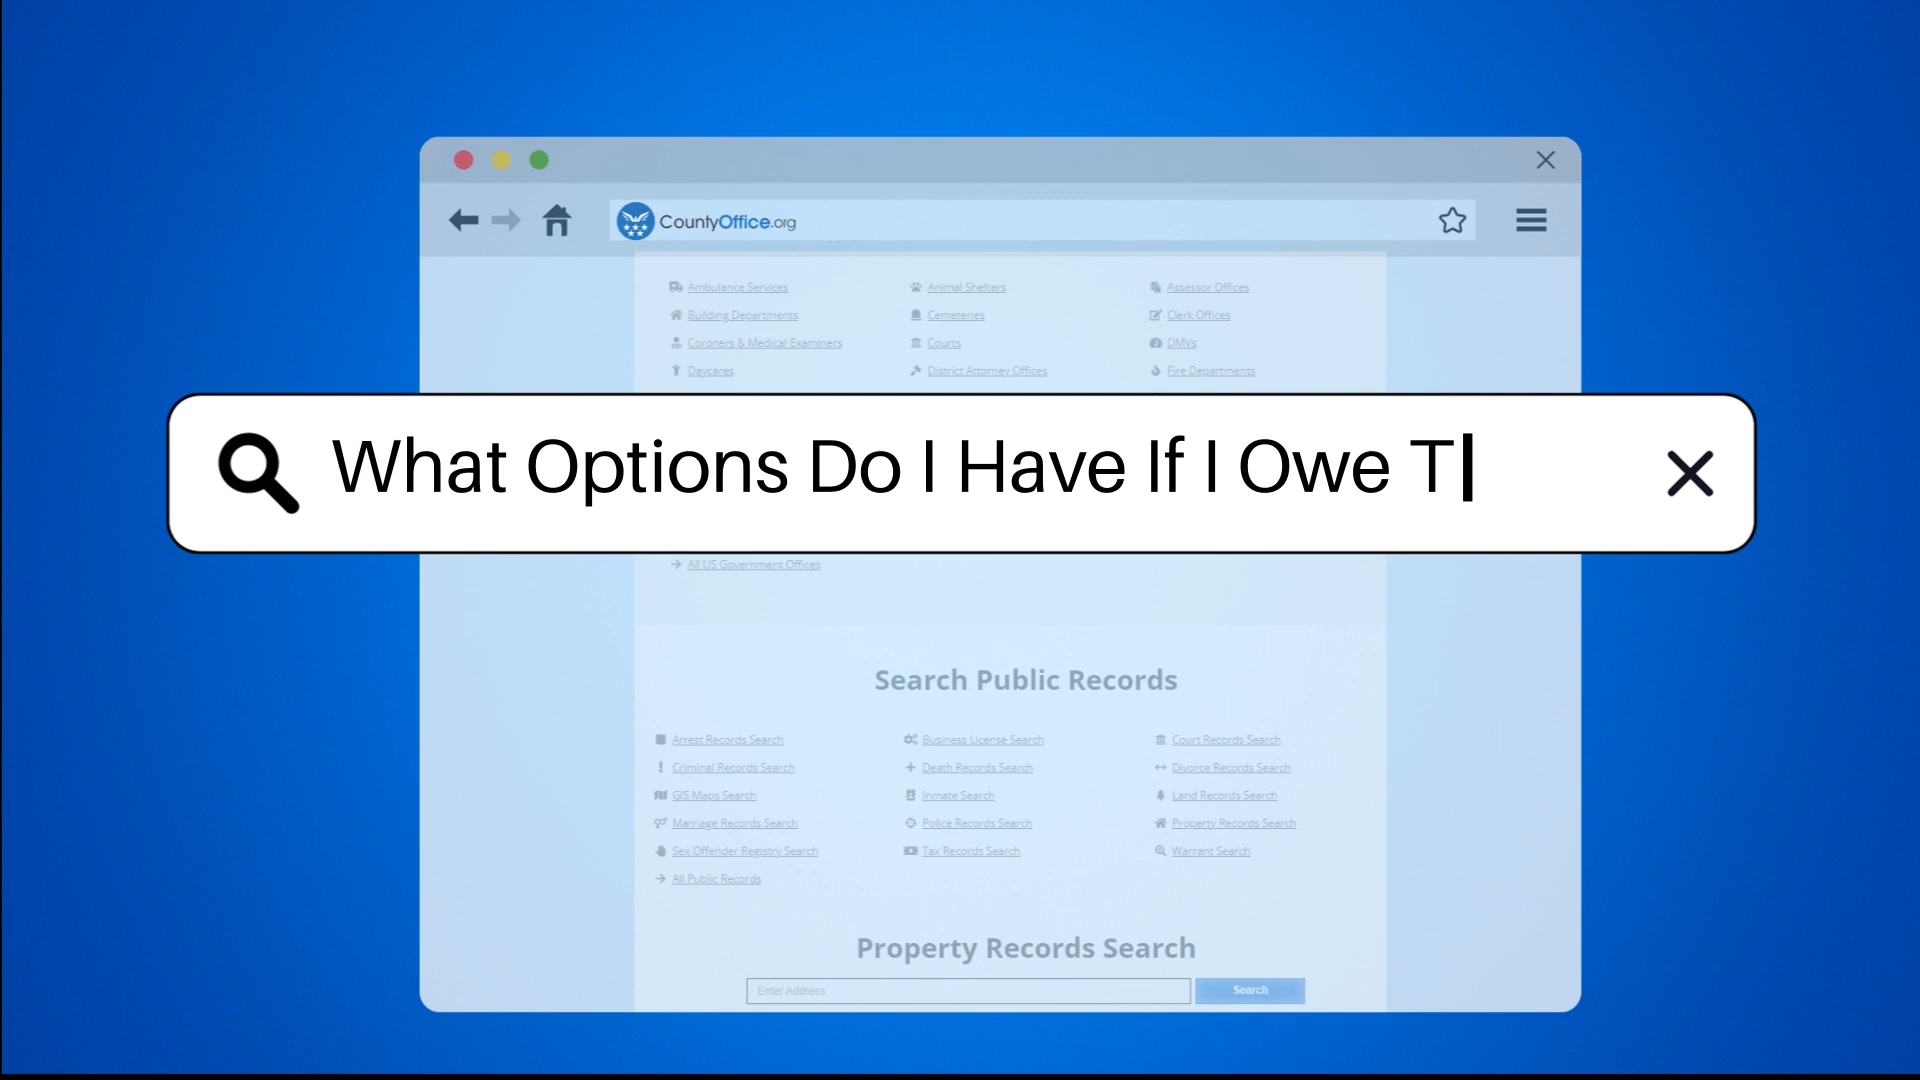 CountyOffice.org
Ambulance Services Animal Shelters Assessor Offices
Building Departments Cemeteries Clerk Offices
Coroners & Medical Examiners Courts DMVs
Daycares District Attorney Offices Fire Departments
What Options Do I Have If I Owe T
All US Government Offices
Search Public Records
Arrest Records Search Business License Search Court Records Search
Criminal Records Search Death Records Search Divorce Records Search
GIS Maps Search Inmate Search Land Records Search
Marriage Records Search Police Records Search Property Records Search
Sex Offender Registry Search Tax Records Search Warrant Search
All Public Records
Property Records Search
Enter Address Search